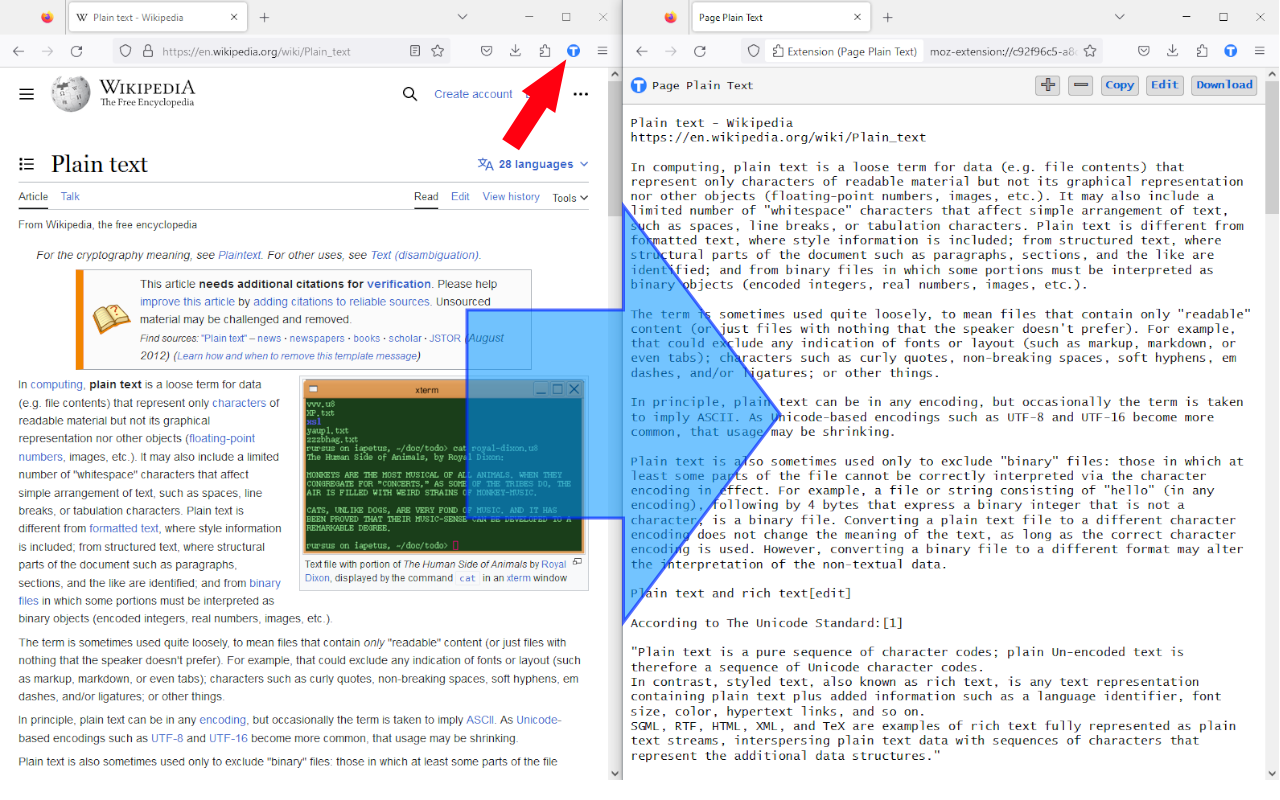 Plain text - Wikipedia
https://en.wikipedia.org/wiki/Plain_text
WIKIPEDIA
The Free Encyclopedia
Create account
Plain text
28 languages
Article Talk Read Edit View history Tools
From Wikipedia, the free encyclopedia
For the cryptography meaning, see Plaintext. For other uses, see Text (disambiguation).
This article needs additional citations for verification. Please help
improve this article by adding citations to reliable sources. Unsourced
material may be challenged and removed.
Find sources: "Plain text" – news · newspapers · books · scholar · JSTOR (August
2012) (Learn how and when to remove this template message)
In computing, plain text is a loose term for data
(e.g. file contents) that represent only characters of
readable material but not its graphical
representation nor other objects (floating-point
numbers, images, etc.). It may also include a limited
number of "whitespace" characters that affect
simple arrangement of text, such as spaces, line
breaks, or tabulation characters. Plain text is
different from formatted text, where style information
is included; from structured text, where structural
parts of the document such as paragraphs,
sections, and the like are identified; and from binary
files in which some portions must be interpreted as
binary objects (encoded integers, real numbers, images, etc.).
xterm
vvv.u8
XP.txt
xsl
yaupl.txt
zzzbhag.txt
rursus on iapetus, ~/doc/todo> cat royal-dixon.u8
The Human Side of Animals, by Royal Dixon:
MONKEYS ARE THE MOST MUSICAL OF ALL ANIMALS. WHEN THEY
CONGREGATE FOR "CONCERTS," AS SOME OF THE TRIBES DO, THE
AIR IS FILLED WITH WEIRD STRAINS OF MONKEY-MUSIC.
CATS, UNLIKE DOGS, ARE VERY FOND OF MUSIC, AND IT HAS
BEEN PROVED THAT THEIR MUSIC-SENSE CAN BE DEVELOPED TO A
REMARKABLE DEGREE.
rursus on iapetus, ~/doc/todo>
Text file with portion of The Human Side of Animals by Royal
Dixon, displayed by the command cat in an xterm window
The term is sometimes used quite loosely, to mean files that contain only "readable" content (or just files with
nothing that the speaker doesn't prefer). For example, that could exclude any indication of fonts or layout (such
as markup, markdown, or even tabs); characters such as curly quotes, non-breaking spaces, soft hyphens, em
dashes, and/or ligatures; or other things.
In principle, plain text can be in any encoding, but occasionally the term is taken to imply ASCII. As Unicode-
based encodings such as UTF-8 and UTF-16 become more common, that usage may be shrinking.
Plain text is also sometimes used only to exclude "binary" files: those in which at least some parts of the file
Page Plain Text
Extension (Page Plain Text) moz-extension://c92f96c5-a8
Page Plain Text Copy Edit Download
Plain text - Wikipedia
https://en.wikipedia.org/wiki/Plain_text
In computing, plain text is a loose term for data (e.g. file contents) that
represent only characters of readable material but not its graphical representation
nor other objects (floating-point numbers, images, etc.). It may also include a
limited number of "whitespace" characters that affect simple arrangement of text,
such as spaces, line breaks, or tabulation characters. Plain text is different from
formatted text, where style information is included; from structured text, where
structural parts of the document such as paragraphs, sections, and the like are
identified; and from binary files in which some portions must be interpreted as
binary objects (encoded integers, real numbers, images, etc.).
The term is sometimes used quite loosely, to mean files that contain only "readable"
content (or just files with nothing that the speaker doesn't prefer). For example,
that could exclude any indication of fonts or layout (such as markup, markdown, or
even tabs); characters such as curly quotes, non-breaking spaces, soft hyphens, em
dashes, and/or ligatures; or other things.
In principle, plain text can be in any encoding, but occasionally the term is taken
to imply ASCII. As Unicode-based encodings such as UTF-8 and UTF-16 become more
common, that usage may be shrinking.
Plain text is also sometimes used only to exclude "binary" files: those in which at
least some parts of the file cannot be correctly interpreted via the character
encoding in effect. For example, a file or string consisting of "hello" (in any
encoding), following by 4 bytes that express a binary integer that is not a
character, is a binary file. Converting a plain text file to a different character
encoding does not change the meaning of the text, as long as the correct character
encoding is used. However, converting a binary file to a different format may alter
the interpretation of the non-textual data.
Plain text and rich text[edit]
According to The Unicode Standard:[1]
"Plain text is a pure sequence of character codes; plain Un-encoded text is
therefore a sequence of Unicode character codes.
In contrast, styled text, also known as rich text, is any text representation
containing plain text plus added information such as a language identifier, font
size, color, hypertext links, and so on.
SGML, RTF, HTML, XML, and TeX are examples of rich text fully represented as plain
text streams, interspersing plain text data with sequences of characters that
represent the additional data structures."